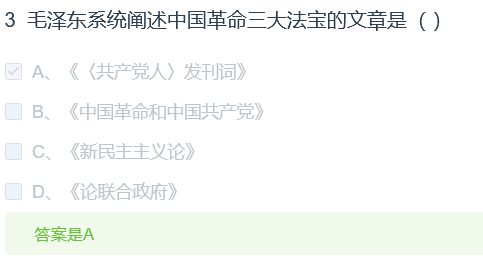 3 毛泽东系统阐述中国革命三大法宝的文章是（）
A、《〈共产党人〉发刊词》
B、《中国革命和中国共产党》
C、《新民主主义论》
D、《论联合政府》
答案是A